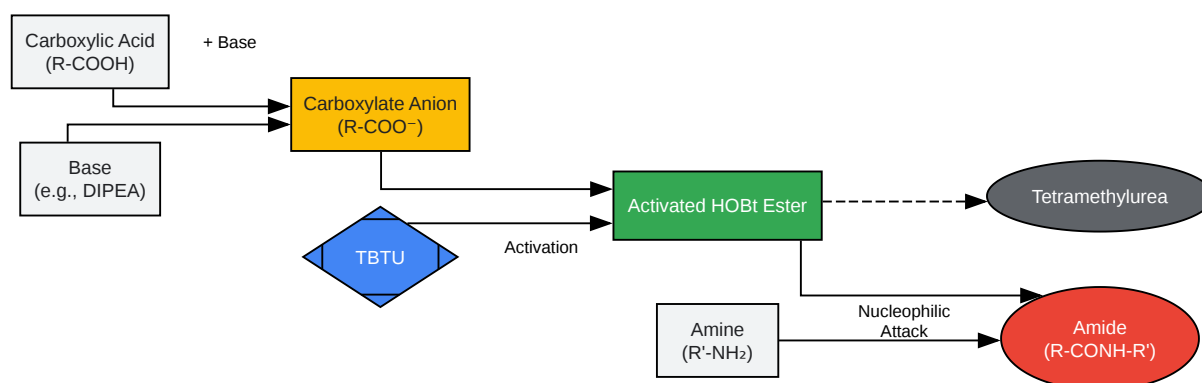 Carboxylic Acid
(R-COOH)
+ Base
Carboxylate Anion
(R-COO⁻)
Base
(e.g., DIPEA)
Activated HOBt Ester
Tetramethylurea
TBTU
Activation
Nucleophilic
Attack
Amine
(R'-NH₂)
Amide
(R-CONH-R')